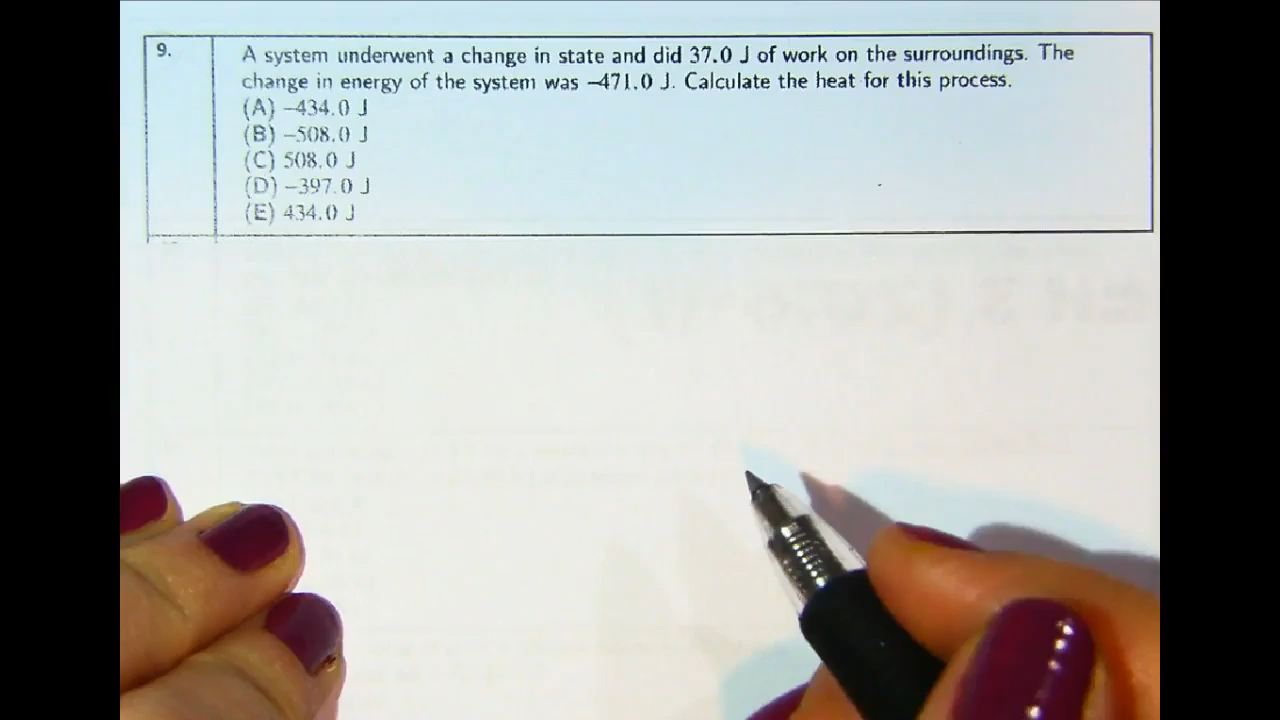 9.
A system underwent a change in state and did 37.0 J of work on the surroundings. The
change in energy of the system was –471.0 J. Calculate the heat for this process.
(A) –434.0 J
(B) –508.0 J
(C) 508.0 J
(D) –397.0 J
(E) 434.0 J